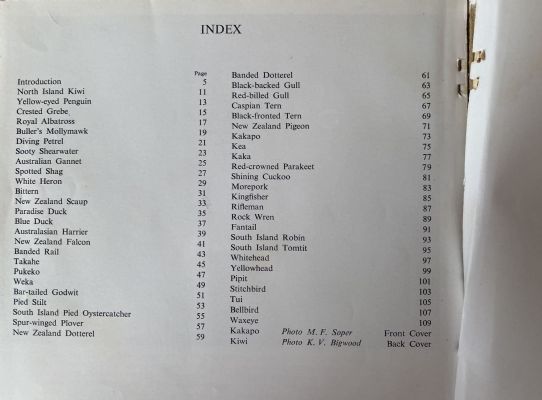 INDEX
Page
Introduction 5
North Island Kiwi 11
Yellow-eyed Penguin 13
Crested Grebe 15
Royal Albatross 17
Buller's Mollymawk 19
Diving Petrel 21
Sooty Shearwater 23
Australian Gannet 25
Spotted Shag 27
White Heron 29
Bittern 31
New Zealand Scaup 33
Paradise Duck 35
Blue Duck 37
Australasian Harrier 39
New Zealand Falcon 41
Banded Rail 43
Takahe 45
Pukeko 47
Weka 49
Bar-tailed Godwit 51
Pied Stilt 53
South Island Pied Oystercatcher 55
Spur-winged Plover 57
New Zealand Dotterel 59
Banded Dotterel 61
Black-backed Gull 63
Red-billed Gull 65
Caspian Tern 67
Black-fronted Tern 69
New Zealand Pigeon 71
Kakapo 73
Kea 75
Kaka 77
Red-crowned Parakeet 79
Shining Cuckoo 81
Morepork 83
Kingfisher 85
Rifleman 87
Rock Wren 89
Fantail 91
South Island Robin 93
South Island Tomtit 95
Whitehead 97
Yellowhead 99
Pipit 101
Stitchbird 103
Tui 105
Bellbird 107
Waxeye 109
Kakapo Photo M. F. Soper Front Cover
Kiwi Photo K. V. Bigwood Back Cover